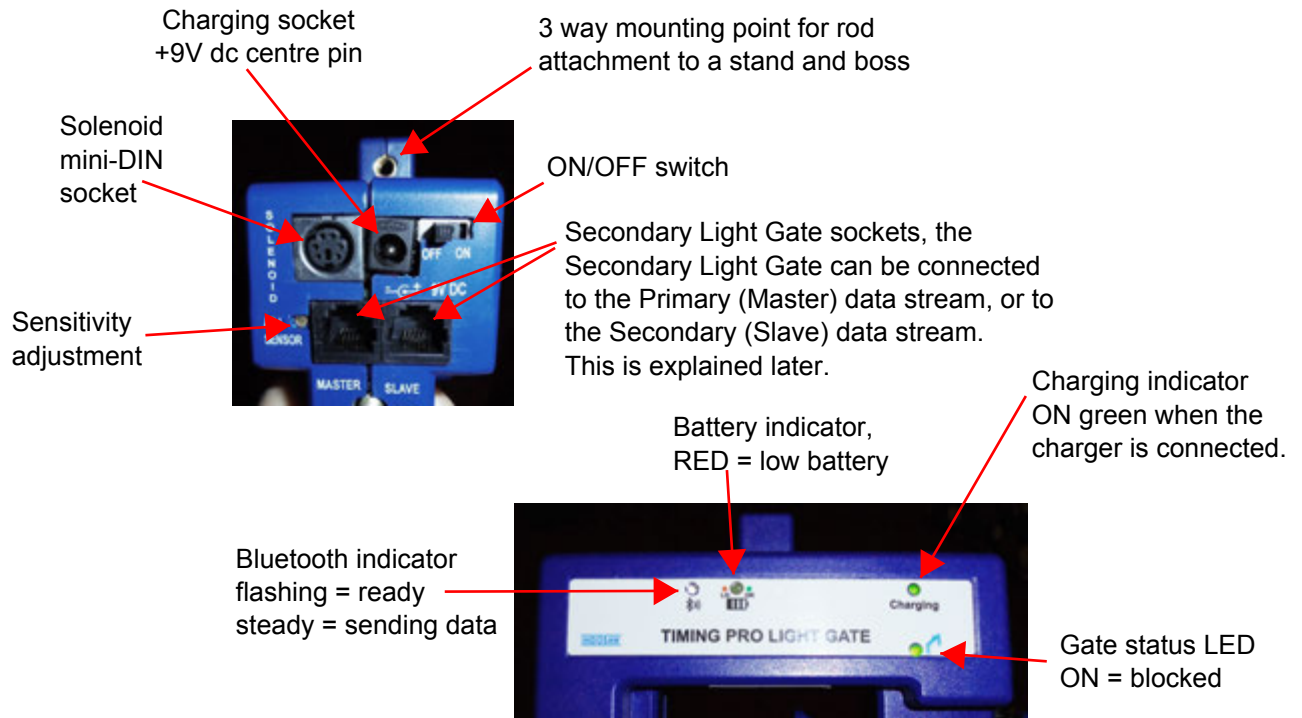 Charging socket
+9V dc centre pin
3 way mounting point for rod
attachment to a stand and boss
Solenoid
mini-DIN
socket
ON/OFF switch
Secondary Light Gate sockets, the
Secondary Light Gate can be connected
to the Primary (Master) data stream, or to
the Secondary (Slave) data stream.
This is explained later.
Sensitivity
adjustment
SOLENOID
OFF ON
9V DC
SENSOR
MASTER SLAVE
Charging indicator
ON green when the
charger is connected.
Battery indicator,
RED = low battery
Bluetooth indicator
flashing = ready
steady = sending data
Charging
TIMING PRO LIGHT GATE
Gate status LED
ON = blocked